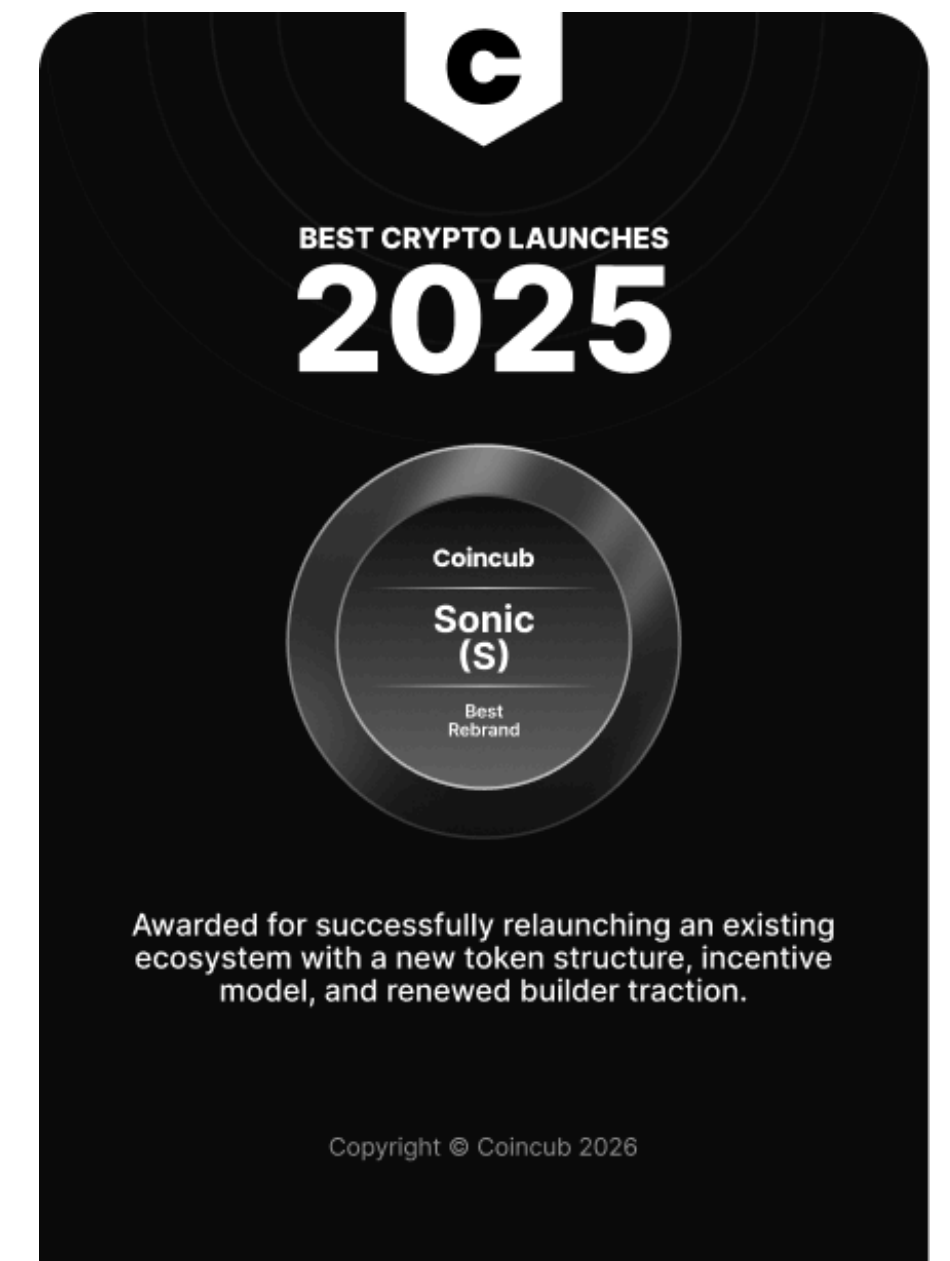 C
BEST CRYPTO LAUNCHES
2025
Coincub
Sonic
(S)
Best
Rebrand
Awarded for successfully relaunching an existing
ecosystem with a new token structure, incentive
model, and renewed builder traction.
Copyright © Coincub 2026